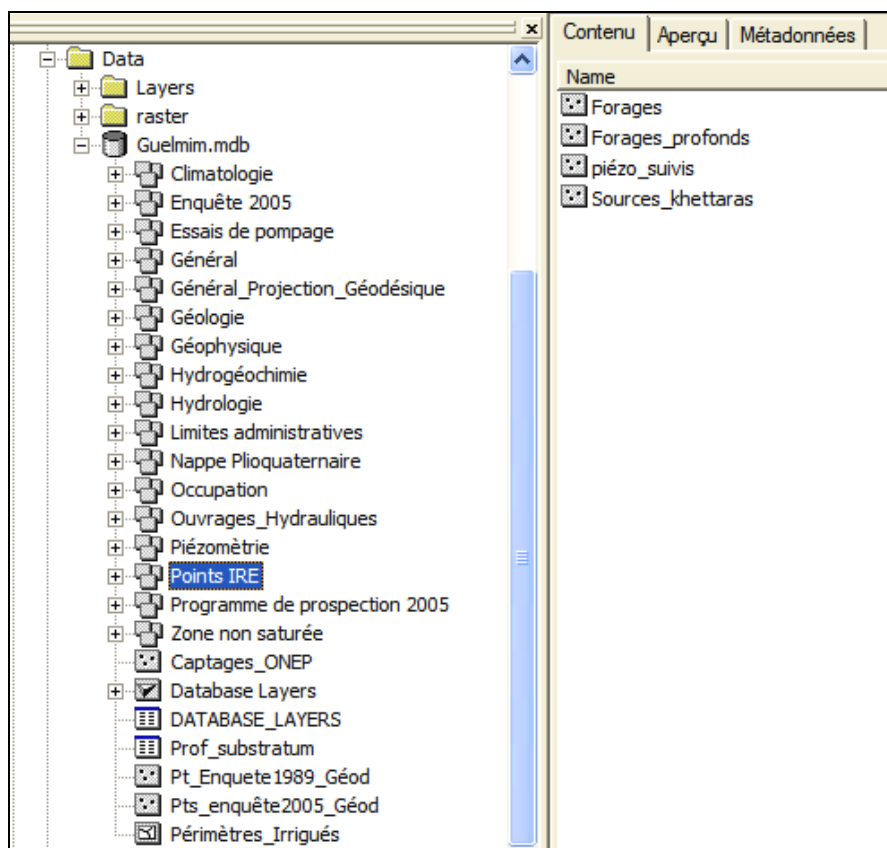 Data
Layers
raster
Guelmim.mdb
Climatologie
Enquête 2005
Essais de pompage
Général
Général_Projection_Géodésique
Géologie
Géophysique
Hydrogéochimie
Hydrologie
Limites administratives
Nappe Plioquaternaire
Occupation
Ouvrages_Hydrauliques
Piézomètrie
Points IRE
Programme de prospection 2005
Zone non saturée
Captages_ONEP
Database Layers
DATABASE_LAYERS
Prof_substratum
Pt_Enquete1989_Géod
Pts_enquête2005_Géod
Périmètres_Irrigués
Contenu Aperçu Métadonnées
Name
Forages
Forages_profonds
piézo_suivis
Sources_khettaras